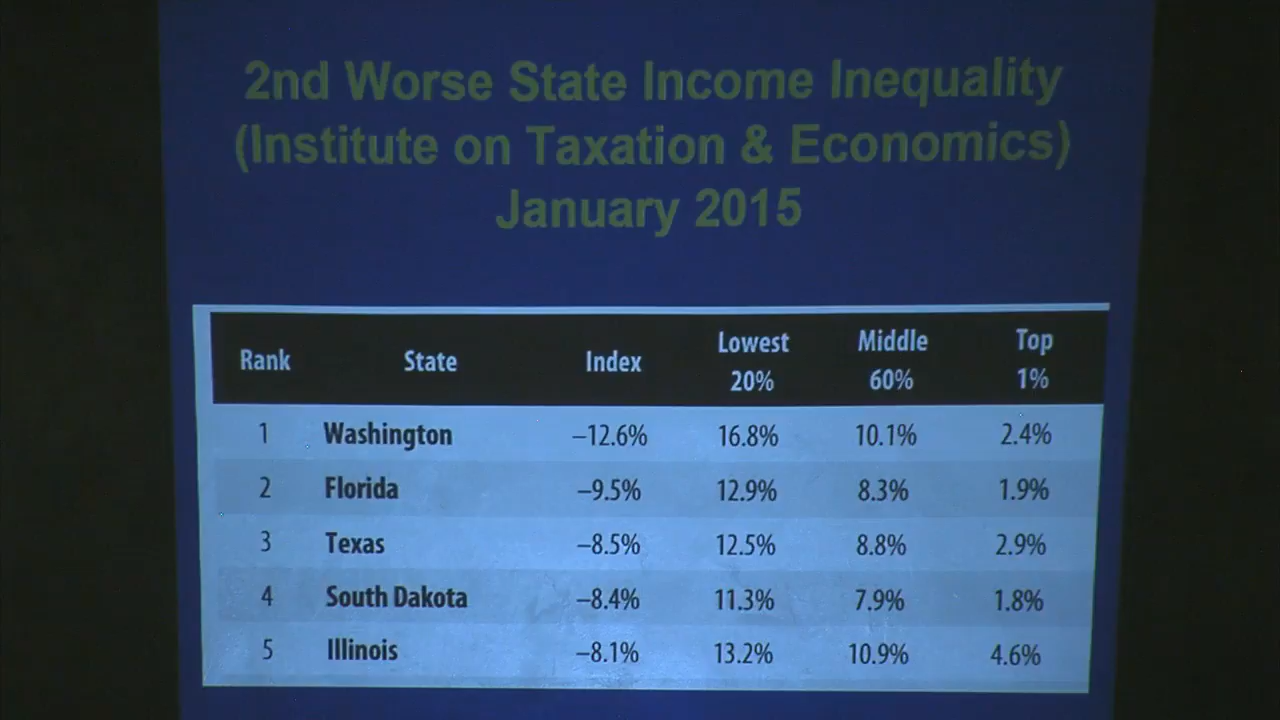 2nd Worse State Income Inequality
(Institute on Taxation & Economics)
January 2015
Rank State Index Lowest 20% Middle 60% Top 1%
1 Washington –12.6% 16.8% 10.1% 2.4%
2 Florida –9.5% 12.9% 8.3% 1.9%
3 Texas –8.5% 12.5% 8.8% 2.9%
4 South Dakota –8.4% 11.3% 7.9% 1.8%
5 Illinois –8.1% 13.2% 10.9% 4.6%